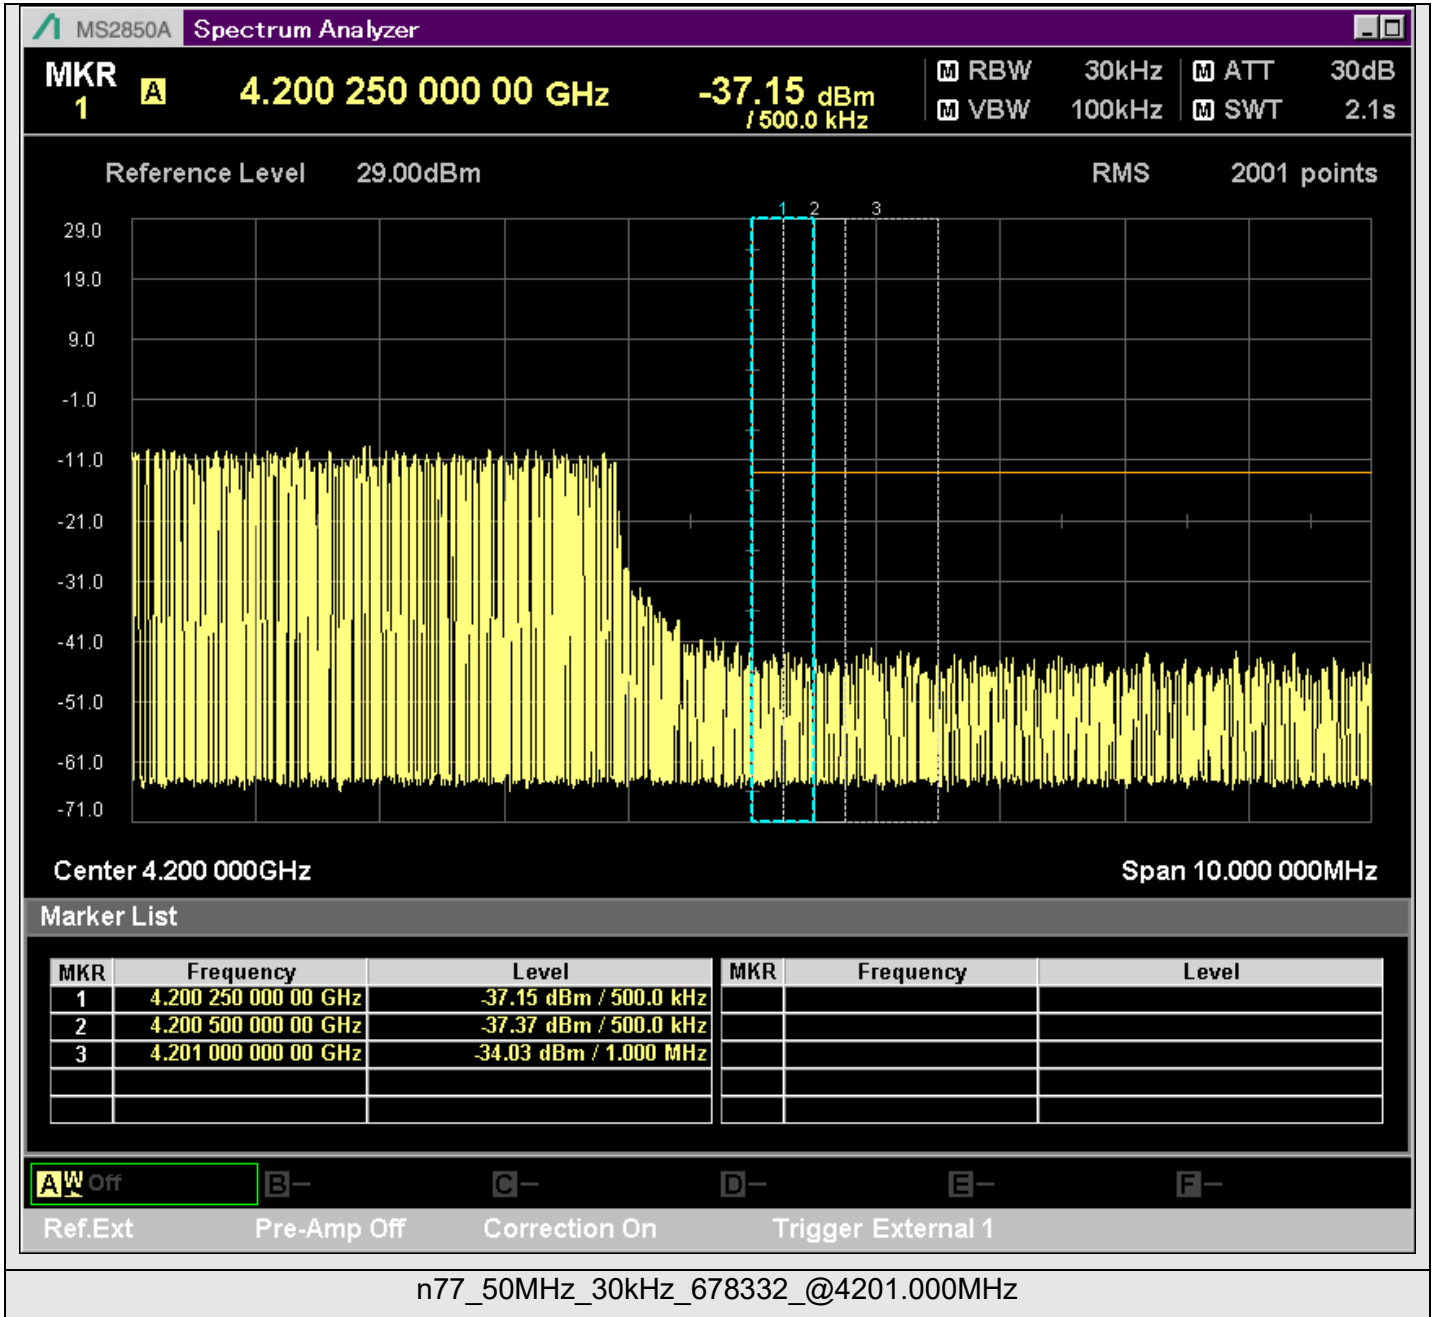 MS2850A Spectrum Analyzer
MKR 1 A 4.200 250 000 00 GHz -37.15 dBm / 500.0 kHz
M RBW 30kHz M ATT 30dB
M VBW 100kHz M SWT 2.1s
Reference Level 29.00dBm RMS 2001 points
1 2 3
29.0
19.0
9.0
-1.0
-11.0
-21.0
-31.0
-41.0
-51.0
-61.0
-71.0
Center 4.200 000GHz Span 10.000 000MHz
Marker List
MKR Frequency Level MKR Frequency Level
1 4.200 250 000 00 GHz -37.15 dBm / 500.0 kHz
2 4.200 500 000 00 GHz -37.37 dBm / 500.0 kHz
3 4.201 000 000 00 GHz -34.03 dBm / 1.000 MHz
A W Off B- C- D- E- F-
Ref.Ext Pre-Amp Off Correction On Trigger External 1
n77_50MHz_30kHz_678332_@4201.000MHz